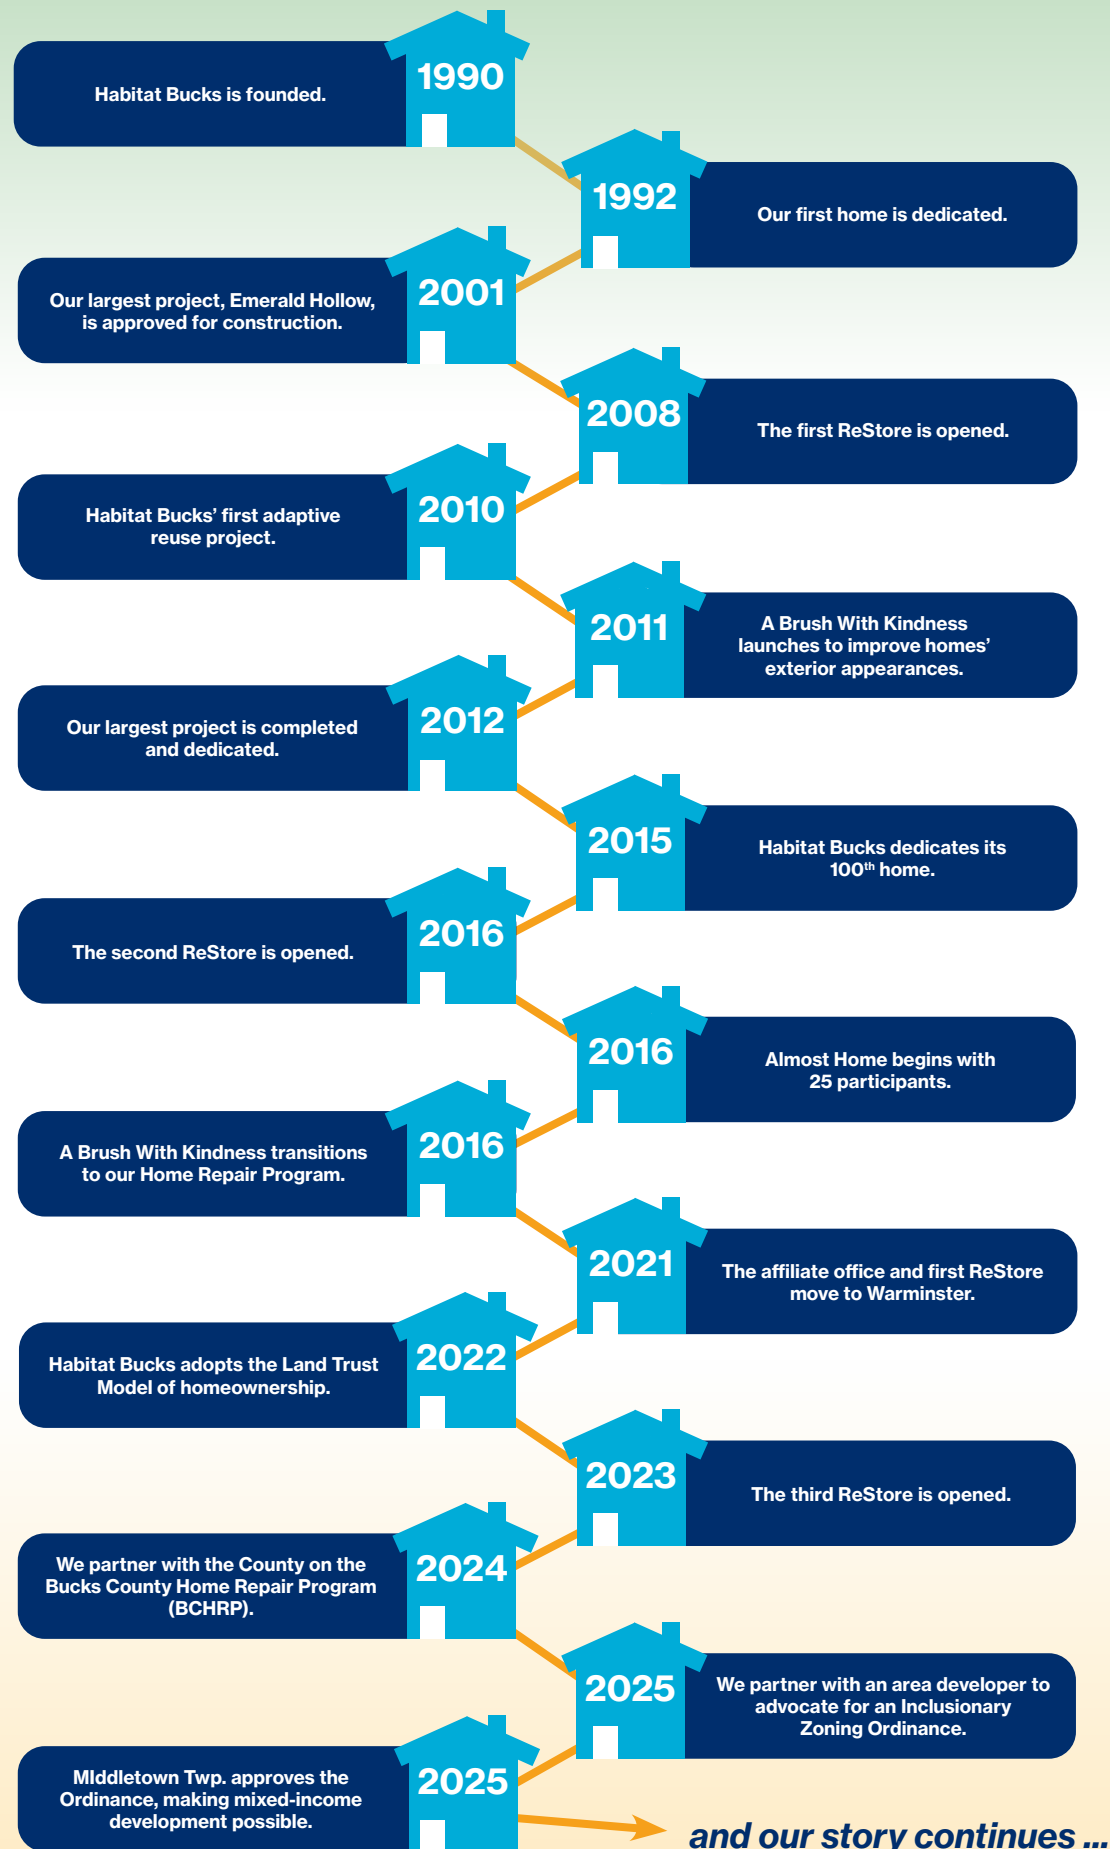 1990
Habitat Bucks is founded.
1992
Our first home is dedicated.
2001
Our largest project, Emerald Hollow,
is approved for construction.
2008
The first ReStore is opened.
2010
Habitat Bucks’ first adaptive
reuse project.
2011
A Brush With Kindness
launches to improve homes’
exterior appearances.
2012
Our largest project is completed
and dedicated.
2015
Habitat Bucks dedicates its
100th home.
2016
The second ReStore is opened.
2016
Almost Home begins with
25 participants.
2016
A Brush With Kindness transitions
to our Home Repair Program.
2021
The affiliate office and first ReStore
move to Warminster.
2022
Habitat Bucks adopts the Land Trust
Model of homeownership.
2023
The third ReStore is opened.
2024
We partner with the County on the
Bucks County Home Repair Program
(BCHRP).
2025
We partner with an area developer to
advocate for an Inclusionary
Zoning Ordinance.
2025
MIddletown Twp. approves the
Ordinance, making mixed-income
development possible.
and our story continues ...